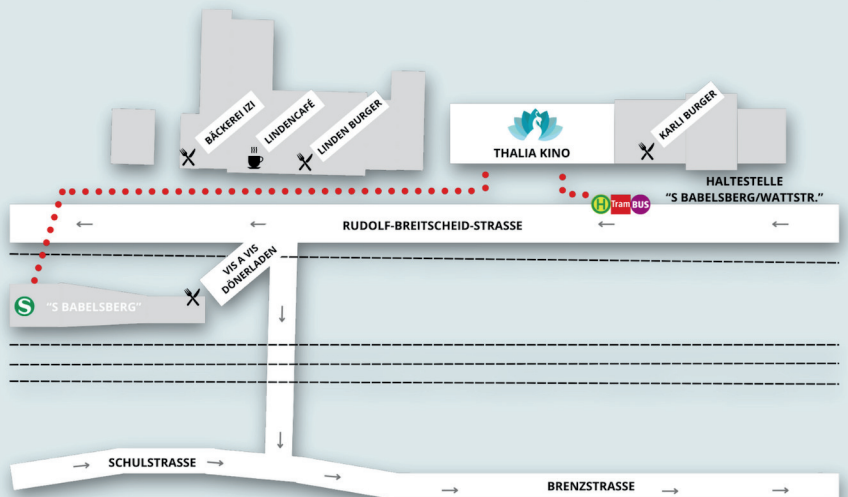 BÄCKEREI IZI
LINDENCAFÉ
LINDEN BURGER
THALIA KINO
KARLI BURGER
HALTESTELLE
"S BABELSBERG/WATTSTR."
H Tram BUS
RUDOLF-BREITSCHEID-STRASSE
VIS A VIS
DÖNERLADEN
S "S BABELSBERG"
SCHULSTRASSE
BRENZSTRASSE